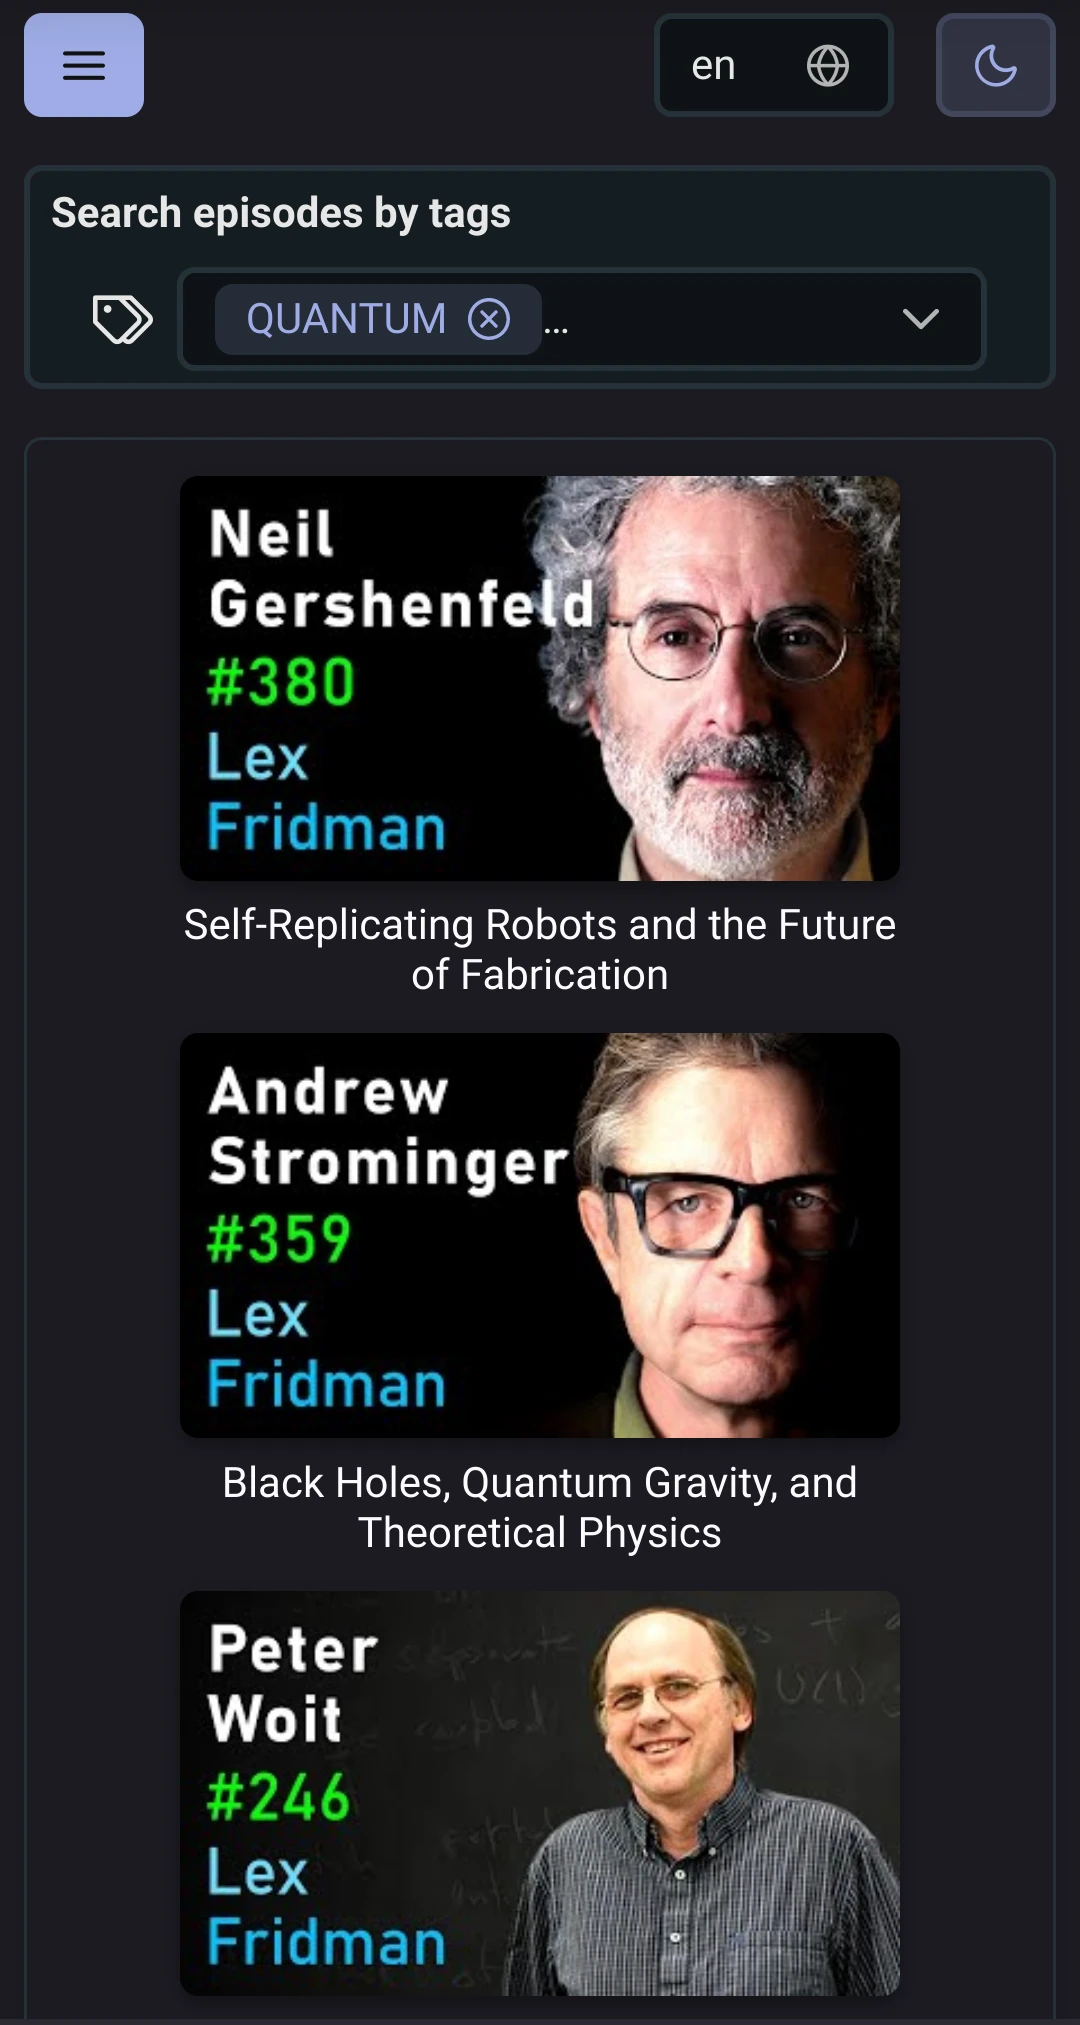 en
Search episodes by tags
QUANTUM ...
Neil
Gershenfeld
#380
Lex
Fridman
Self-Replicating Robots and the Future
of Fabrication
Andrew
Strominger
#359
Lex
Fridman
Black Holes, Quantum Gravity, and
Theoretical Physics
Peter
Woit
#246
Lex
Fridman